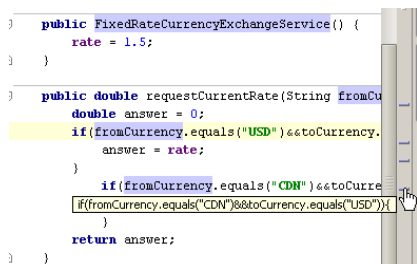 public FixedRateCurrencyExchangeService() {
rate = 1.5;
}
public double requestCurrentRate(String fromCu
double answer = 0;
if(fromCurrency.equals("USD")&&toCurrency.
answer = rate;
}
if(fromCurrency.equals("CDN")&&toCurre
if(fromCurrency.equals("CDN")&&toCurrency.equals("USD")){
}
return answer;
}